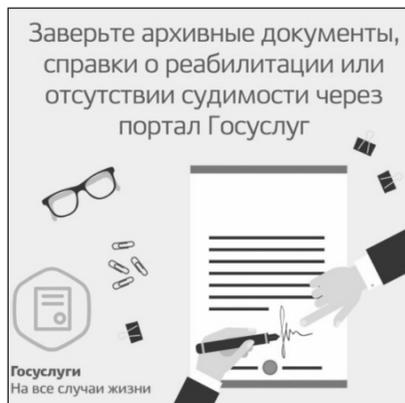 Заверьте архивные документы,
справки о реабилитации или
отсутствии судимости через
портал Госуслуг
Госуслуги
На все случаи жизни